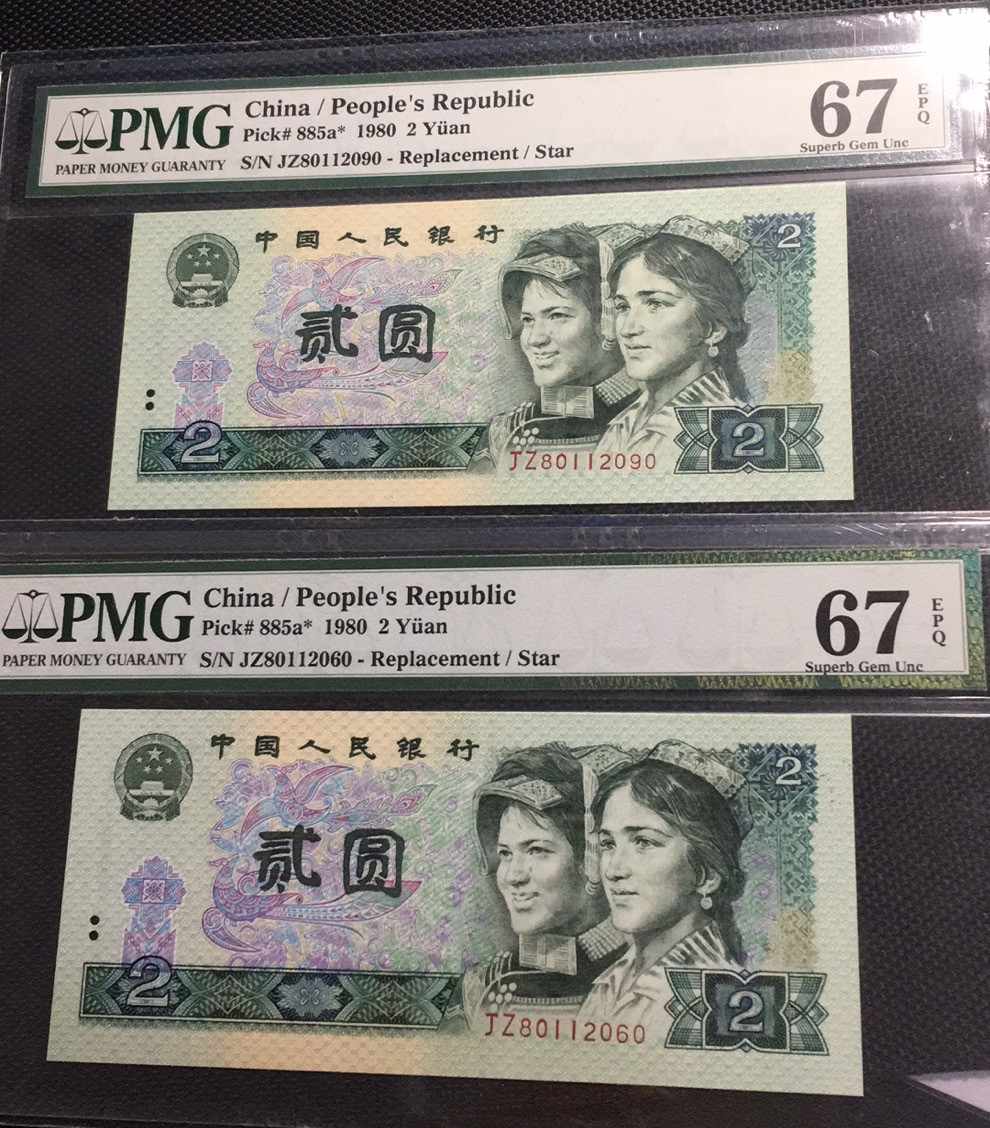 PMG
PAPER MONEY GUARANTY
China / People's Republic
Pick# 885a* 1980 2 Yüan
S/N JZ80112090 - Replacement / Star
67
EPQ
Superb Gem Unc
中国人民银行
2
贰圆
2
JZ80112090
2
PMG
PAPER MONEY GUARANTY
China / People's Republic
Pick# 885a* 1980 2 Yüan
S/N JZ80112060 - Replacement / Star
67
EPQ
Superb Gem Unc
中国人民银行
2
贰圆
2
JZ80112060
2